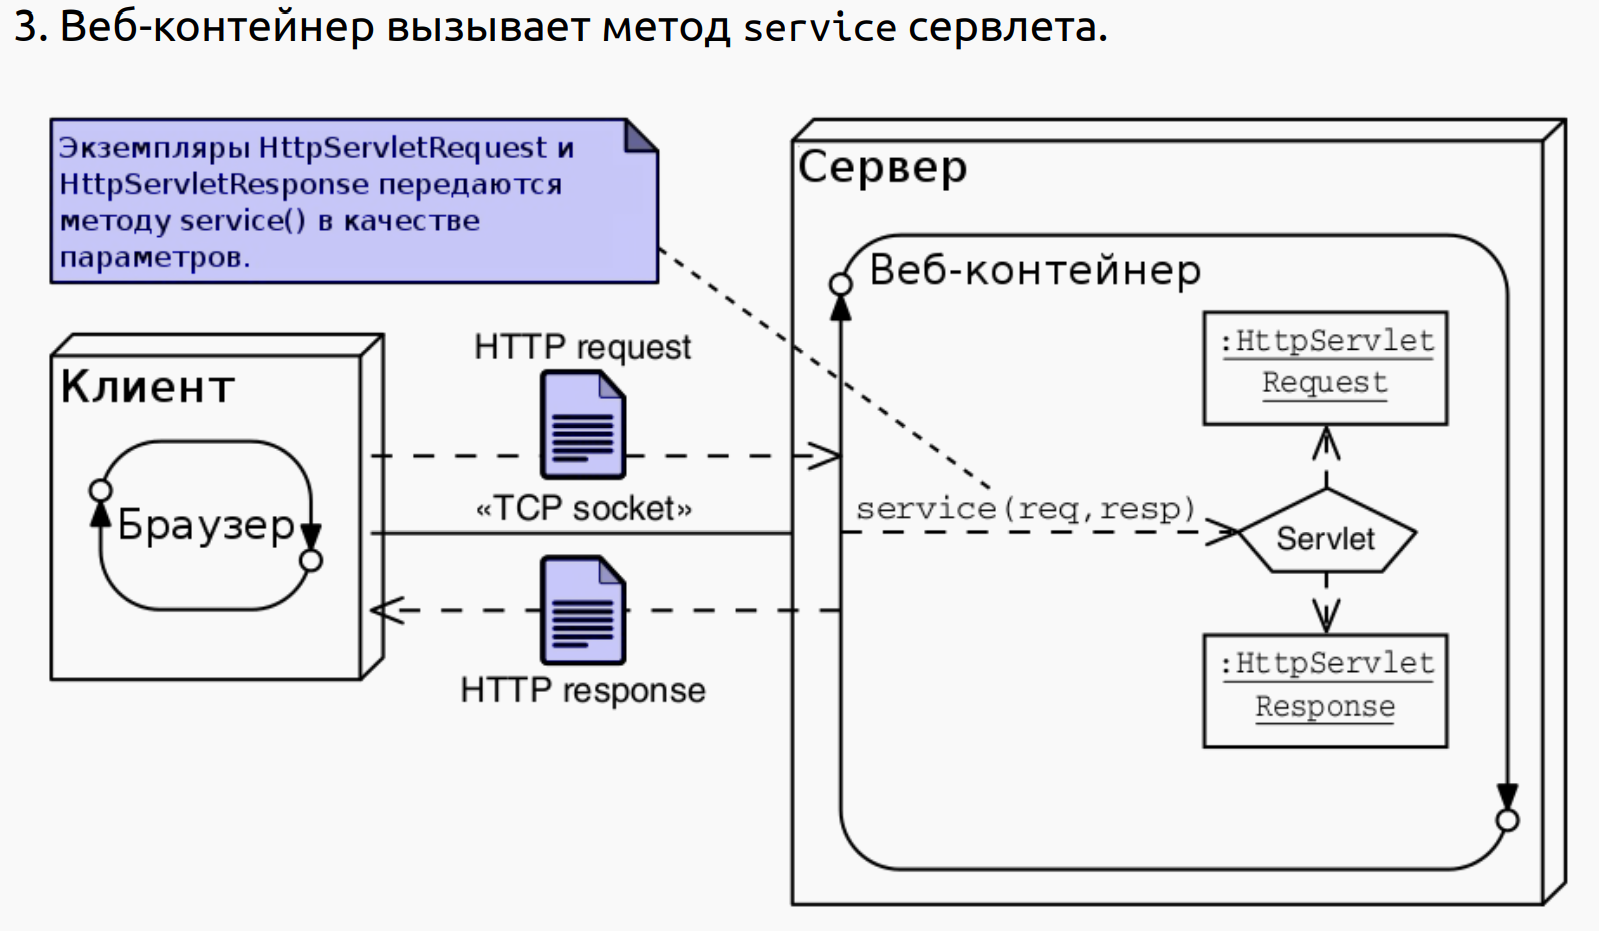 3. Веб-контейнер вызывает метод service сервлета.
Экземпляры HttpServletRequest и
HttpServletResponse передаются
методу service() в качестве
параметров.
Сервер
Веб-контейнер
:HttpServlet
Request
HTTP request
Клиент
Браузер
«TCP socket»
service(req,resp)
Servlet
HTTP response
:HttpServlet
Response